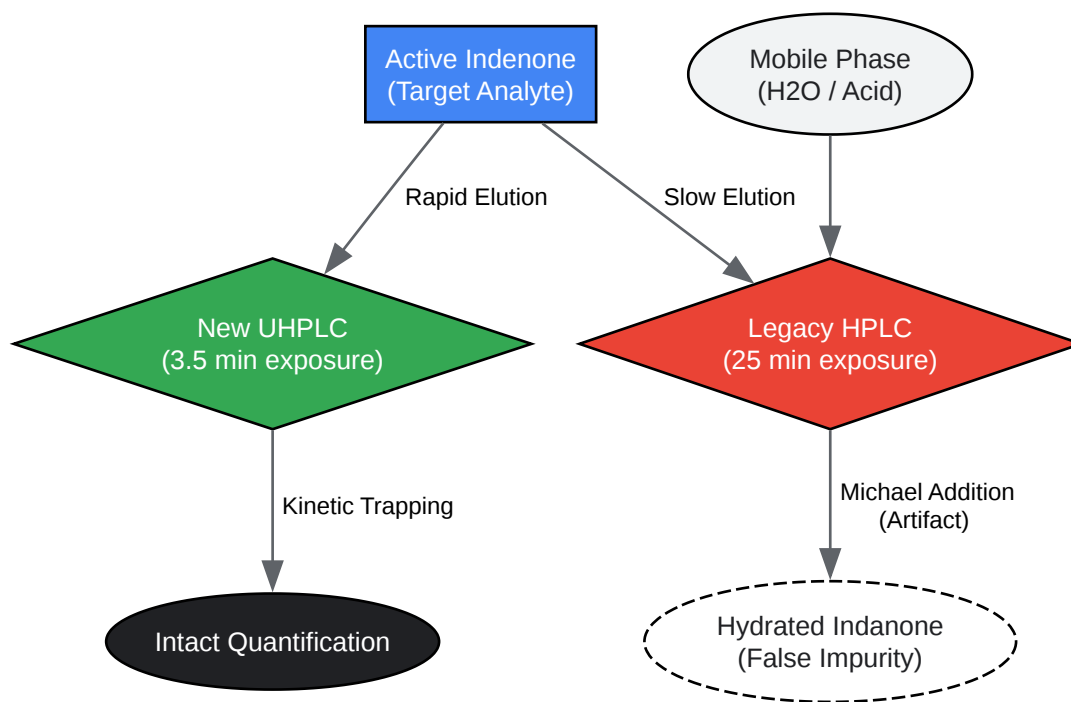 Active Indenone
(Target Analyte)
Mobile Phase
(H2O / Acid)
Rapid Elution
Slow Elution
New UHPLC
(3.5 min exposure)
Legacy HPLC
(25 min exposure)
Kinetic Trapping
Michael Addition
(Artifact)
Intact Quantification
Hydrated Indanone
(False Impurity)